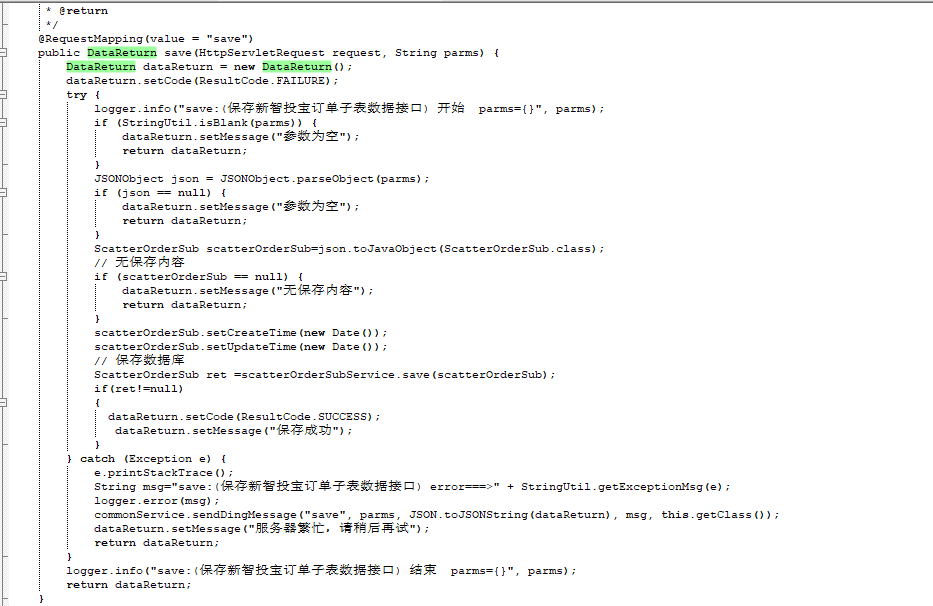 * @return
*/
@RequestMapping(value = "save")
public DataReturn save(HttpServletRequest request, String parms) {
DataReturn dataReturn = new DataReturn();
dataReturn.setCode(ResultCode.FAILURE);
try {
logger.info("save:(保存新智投宝订单子表数据接口) 开始  parms={}", parms);
if (StringUtil.isBlank(parms)) {
dataReturn.setMessage("参数为空");
return dataReturn;
}
JSONObject json = JSONObject.parseObject(parms);
if (json == null) {
dataReturn.setMessage("参数为空");
return dataReturn;
}
ScatterOrderSub scatterOrderSub=json.toJavaObject(ScatterOrderSub.class);
// 无保存内容
if (scatterOrderSub == null) {
dataReturn.setMessage("无保存内容");
return dataReturn;
}
scatterOrderSub.setCreateTime(new Date());
scatterOrderSub.setUpdateTime(new Date());
// 保存数据库
ScatterOrderSub ret =scatterOrderSubService.save(scatterOrderSub);
if(ret!=null)
{
dataReturn.setCode(ResultCode.SUCCESS);
dataReturn.setMessage("保存成功");
}
} catch (Exception e) {
e.printStackTrace();
String msg="save:(保存新智投宝订单子表数据接口) error===>" + StringUtil.getExceptionMsg(e);
logger.error(msg);
commonService.sendDingMessage("save", parms, JSON.toJSONString(dataReturn), msg, this.getClass());
dataReturn.setMessage("服务器繁忙，请稍后再试");
return dataReturn;
}
logger.info("save:(保存新智投宝订单子表数据接口) 结束  parms={}", parms);
return dataReturn;
}